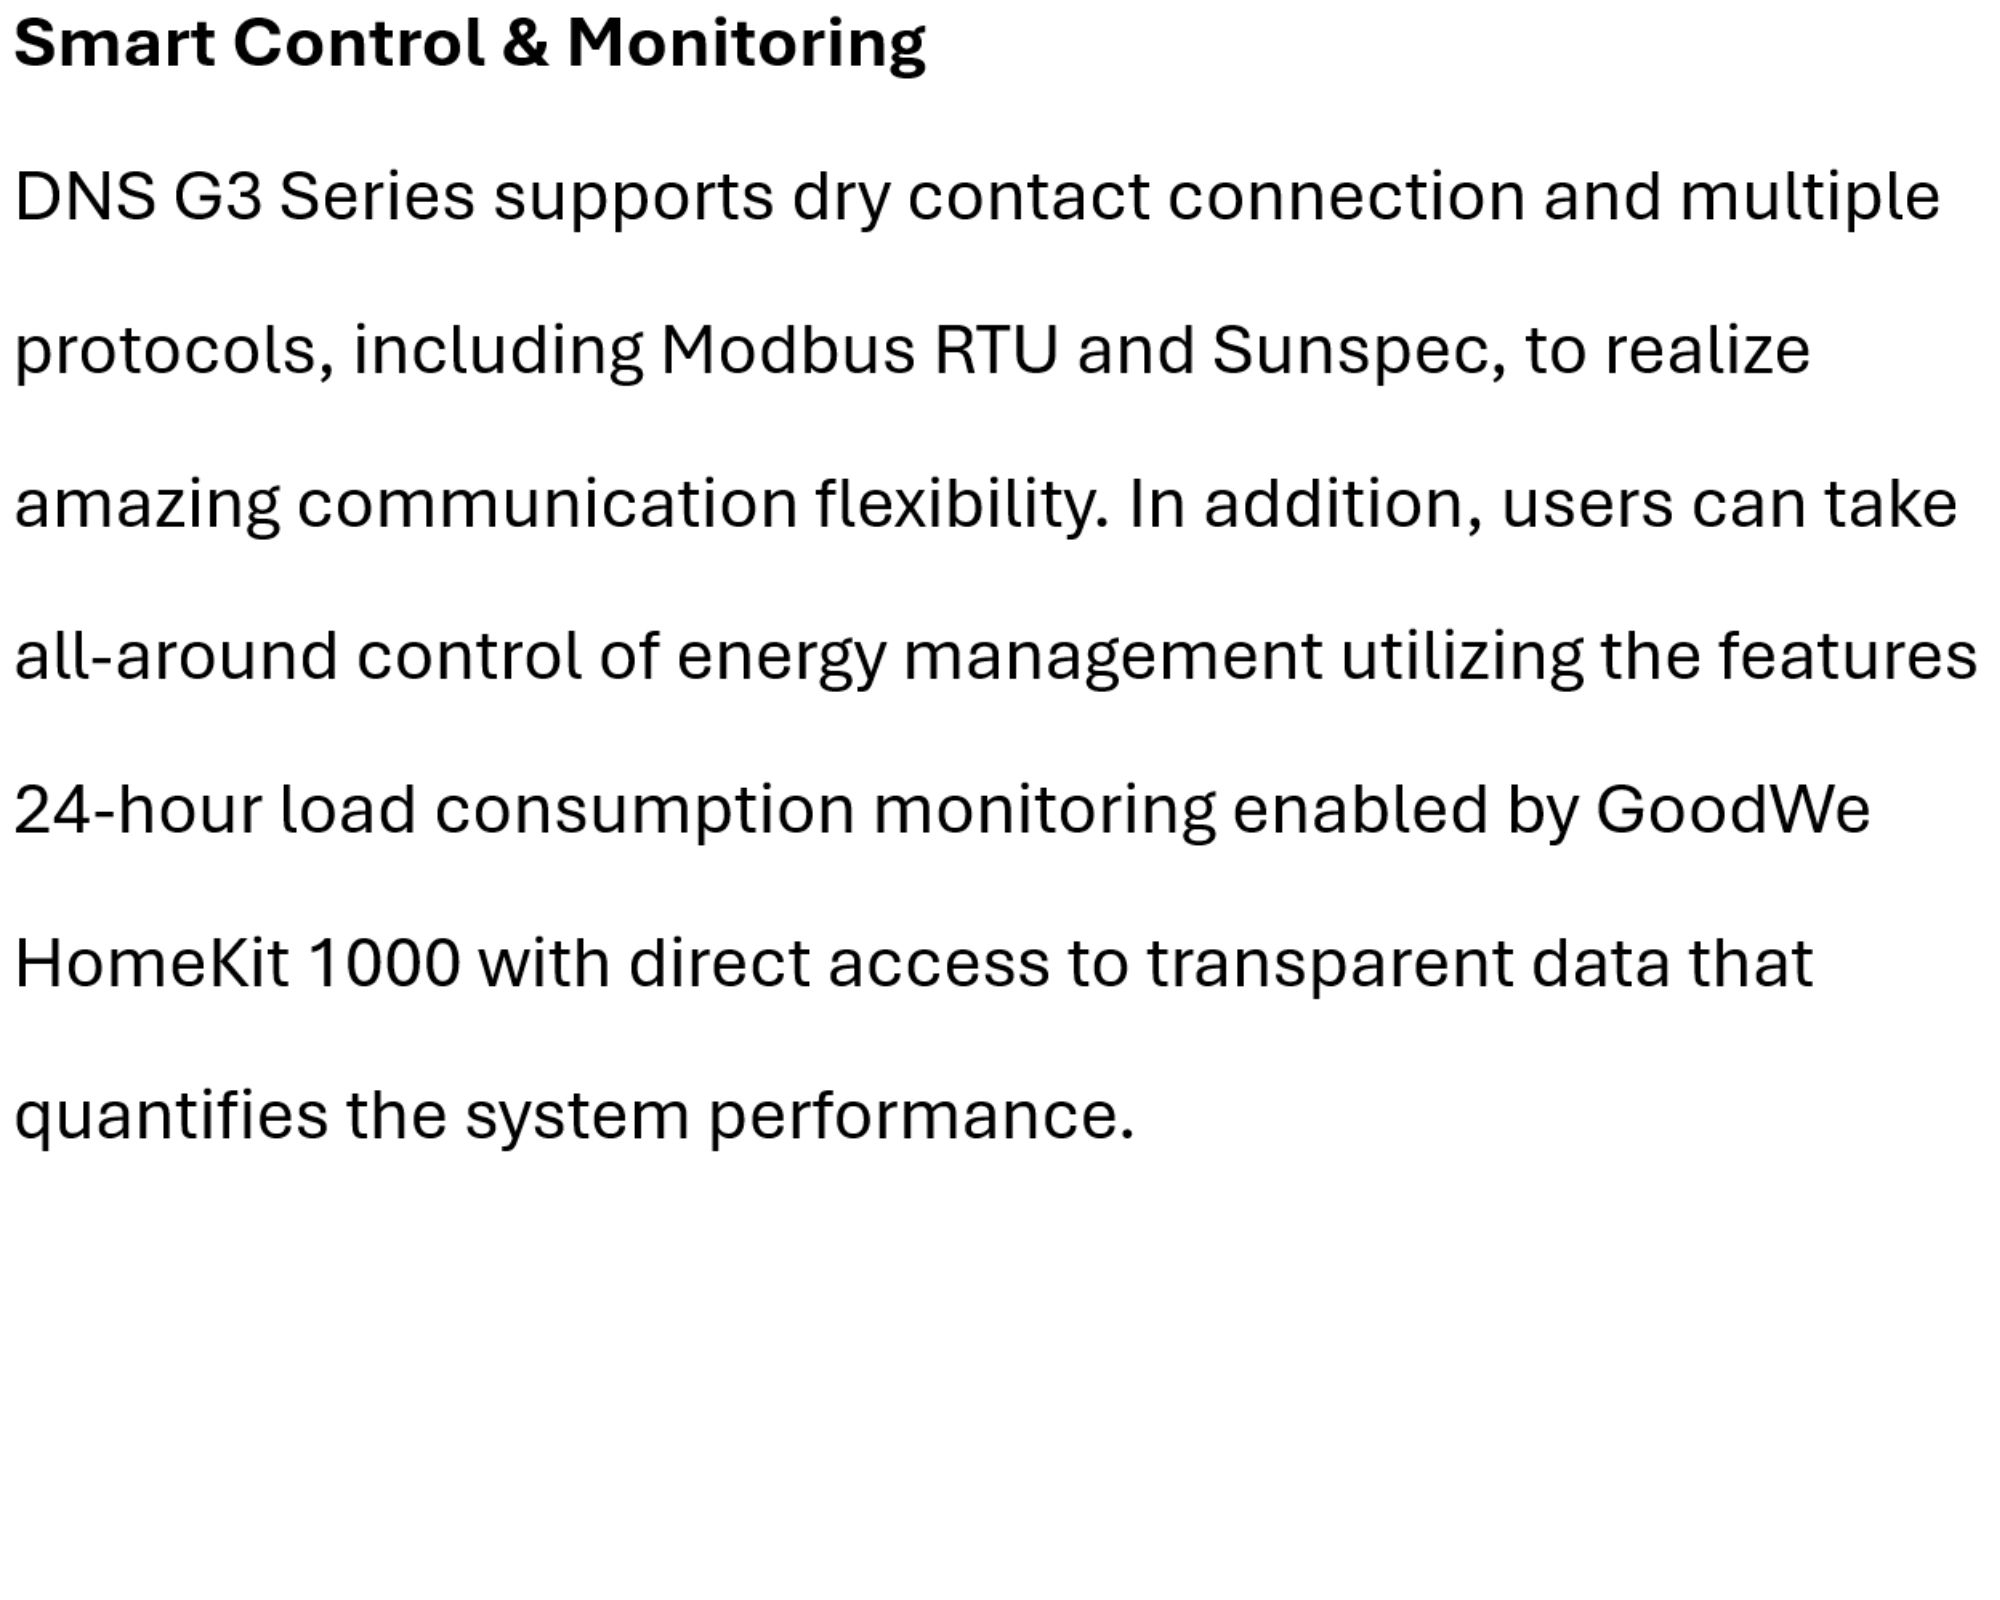 Smart Control & Monitoring
DNS G3 Series supports dry contact connection and multiple
protocols, including Modbus RTU and Sunspec, to realize
amazing communication flexibility. In addition, users can take
all-around control of energy management utilizing the features
24-hour load consumption monitoring enabled by GoodWe
HomeKit 1000 with direct access to transparent data that
quantifies the system performance.